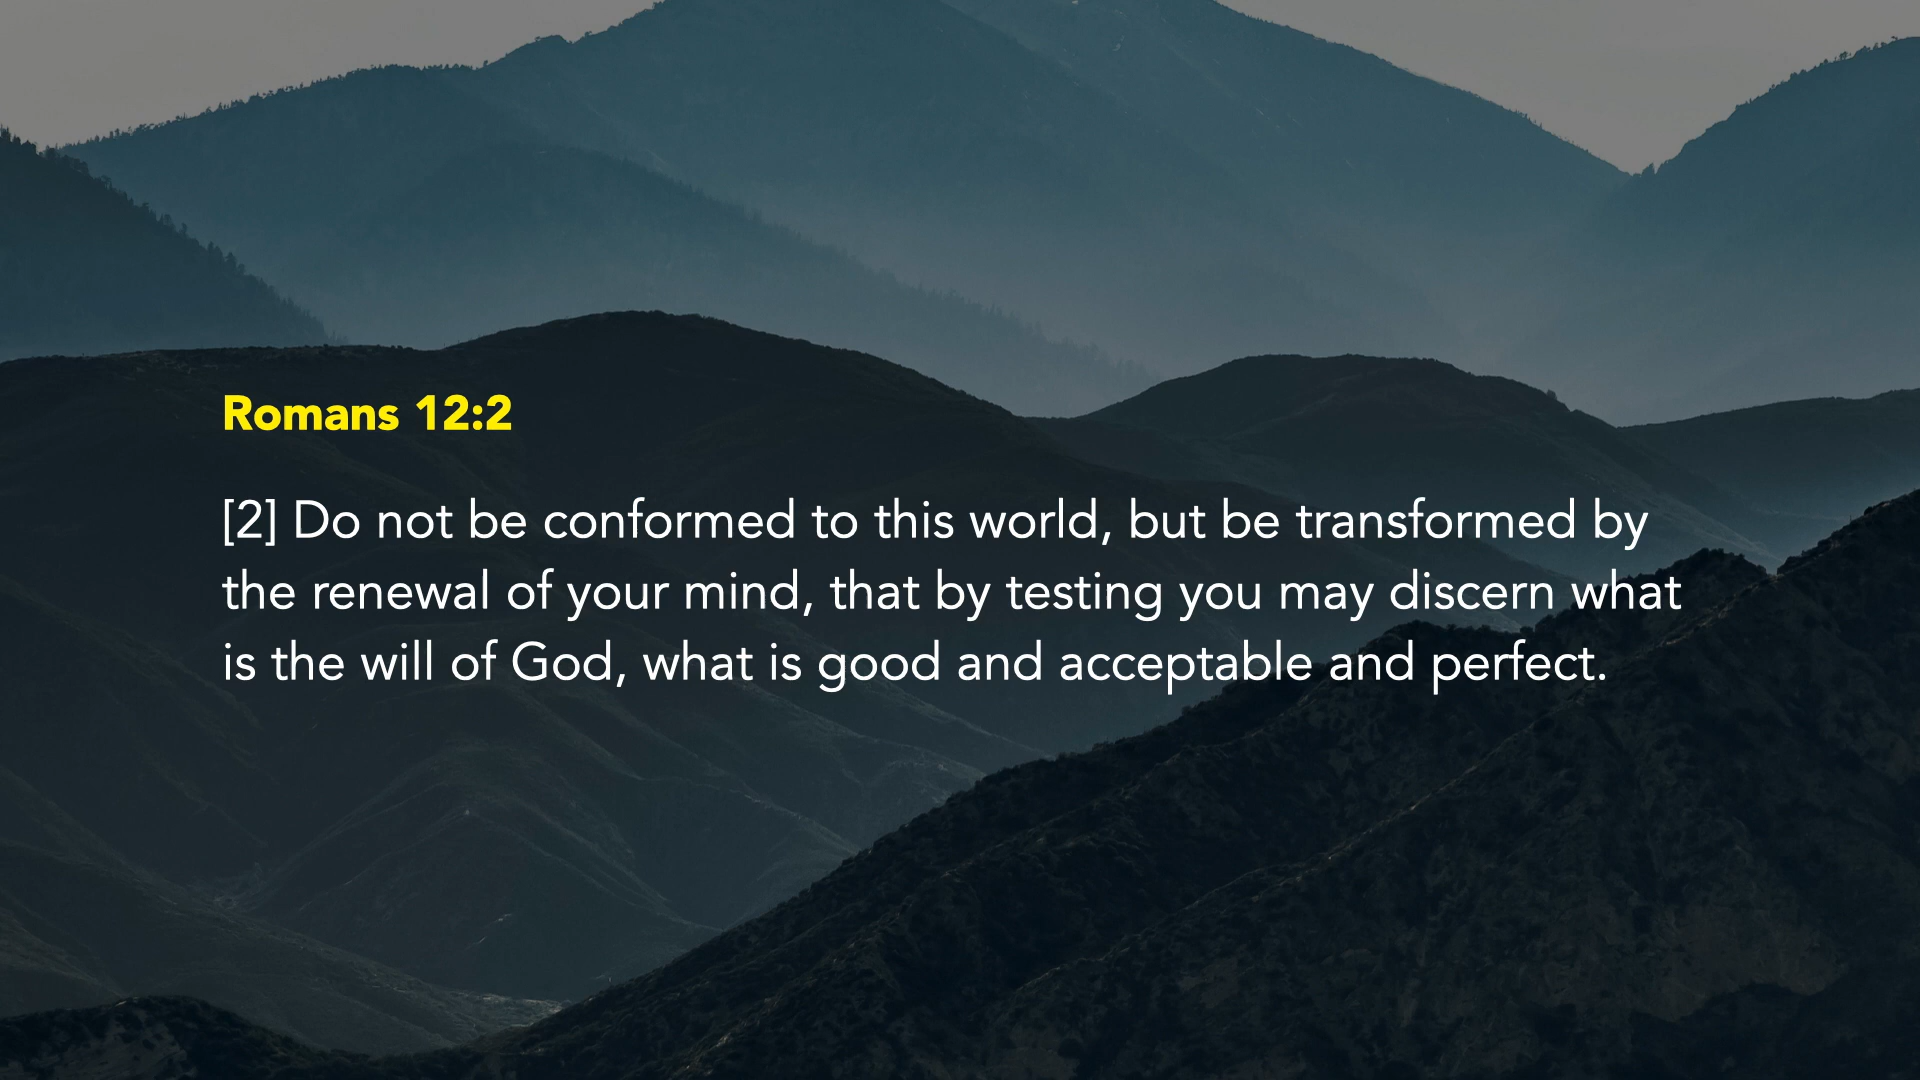 Romans 12:2
[2] Do not be conformed to this world, but be transformed by
the renewal of your mind, that by testing you may discern what
is the will of God, what is good and acceptable and perfect.